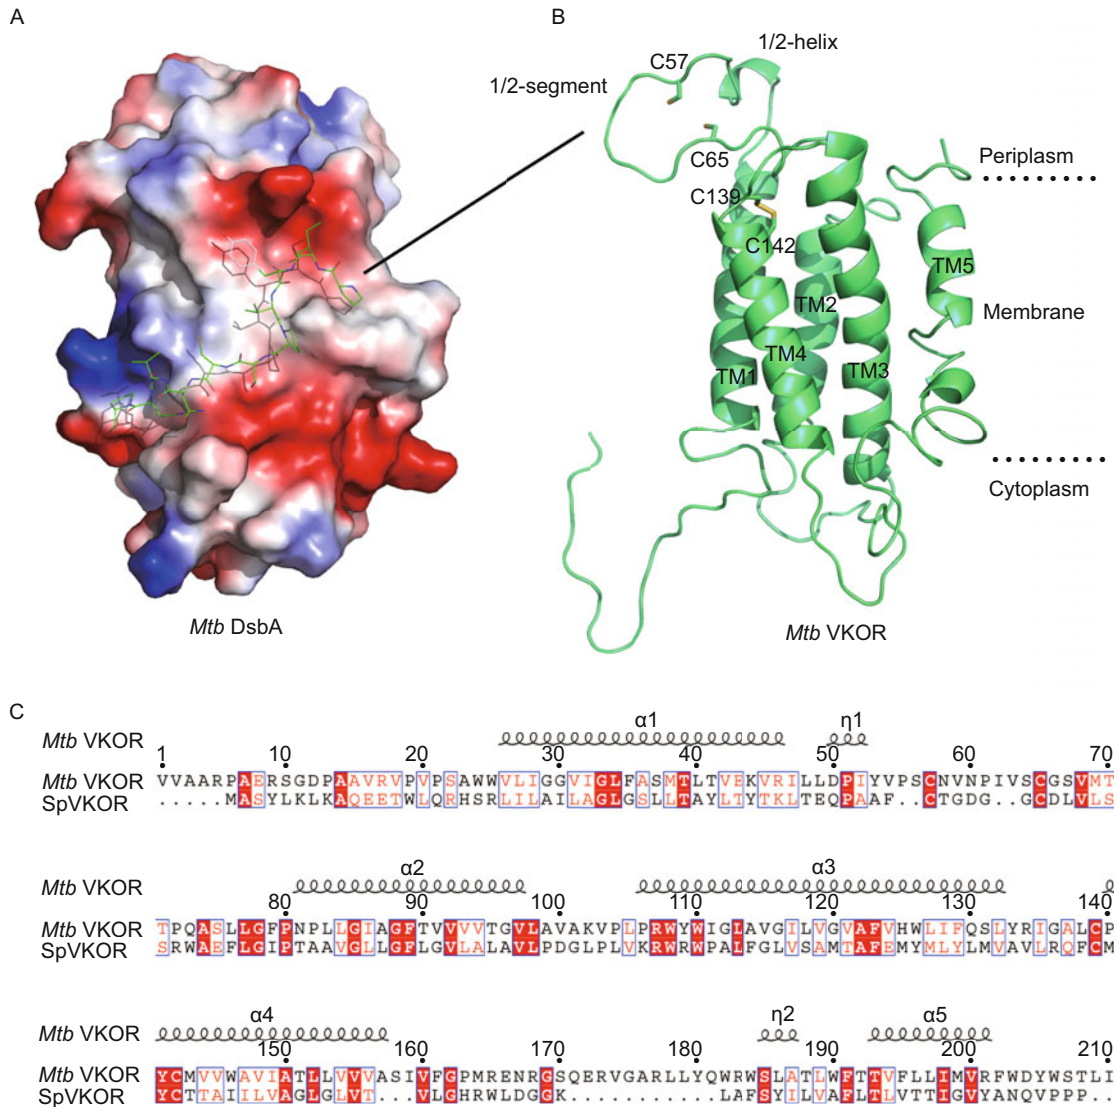 A
B
1/2-helix
C57
1/2-segment
C65
Periplasm
C139
C142
TM5
TM2
Membrane
TM4
TM1
TM3
Cytoplasm
Mtb DsbA
Mtb VKOR
C
α1 η1
Mtb VKOR
1 10 20 30 40 50 60 70
Mtb VKOR VVAARPAERSGDPAAVRVPVPSAWWVLIGGVIGLFASMTLTVEKVRILLDPIYVPSCNVNPIVSCGSVMT
SpVKOR .....MASYLKLKAQEETWLQRHSRLILAILAGLGSLLTAYLTYTKLTEQPAAF..CTGDG..GCDLVLS
α2 α3
Mtb VKOR
80 90 100 110 120 130 140
Mtb VKOR TPQASLLGFPNPLLGIAGFTVVVVTGVLAVAKVPLPRWYWIGLAVGILVGVAFVHWLIFQSLYRIGALCP
SpVKOR SRWAEFLGIPTAAVGLLGFLGVLALAVLPDGLPLVKRWRWPALFGLVSAMTAFEMYMLYLMVAVLRQFCM
α4 η2 α5
Mtb VKOR
150 160 170 180 190 200 210
Mtb VKOR YCMVVWAVIATLLVVVASIVFGPMRENRGSQERVGARLLYQWRWSLATLWFTTVFLLIMVRFWDYWSTLI
SpVKOR YCTTAIILVAGLGLVT...VLGHRWLDGGK...........LAFSYILVAFLTLVTTIGVYANQVPPP..